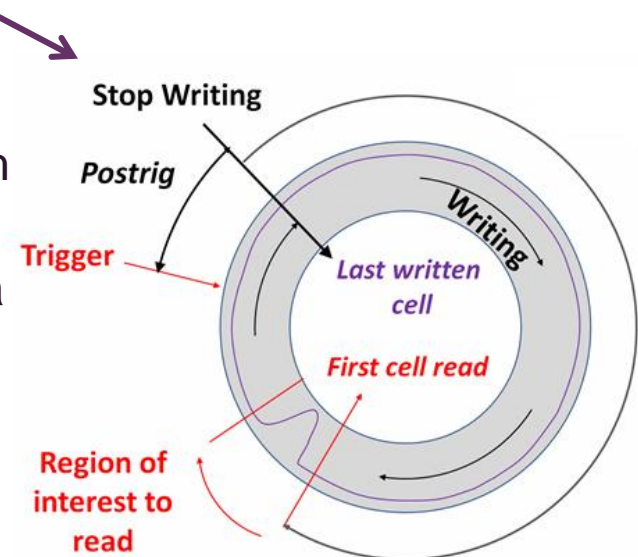 Stop Writing
Postrig
n
Trigger
a
Writing
Last written
cell
First cell read
Region of
interest to
read